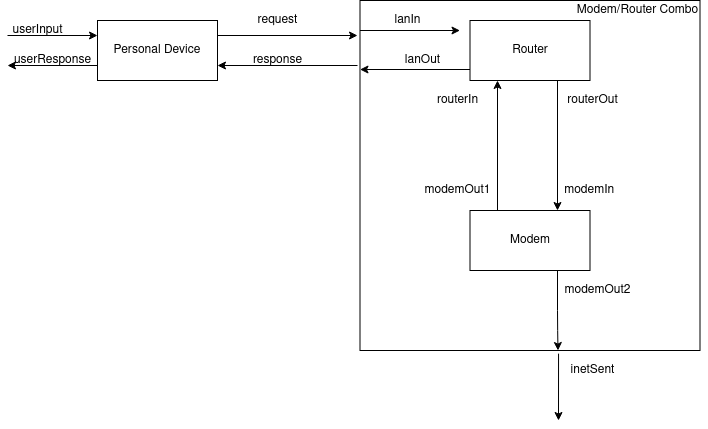 Modem/Router Combo
userInput
request
lanIn
Personal Device
Router
userResponse
response
lanOut
routerIn
routerOut
modemOut1
modemIn
Modem
modemOut2
inetSent